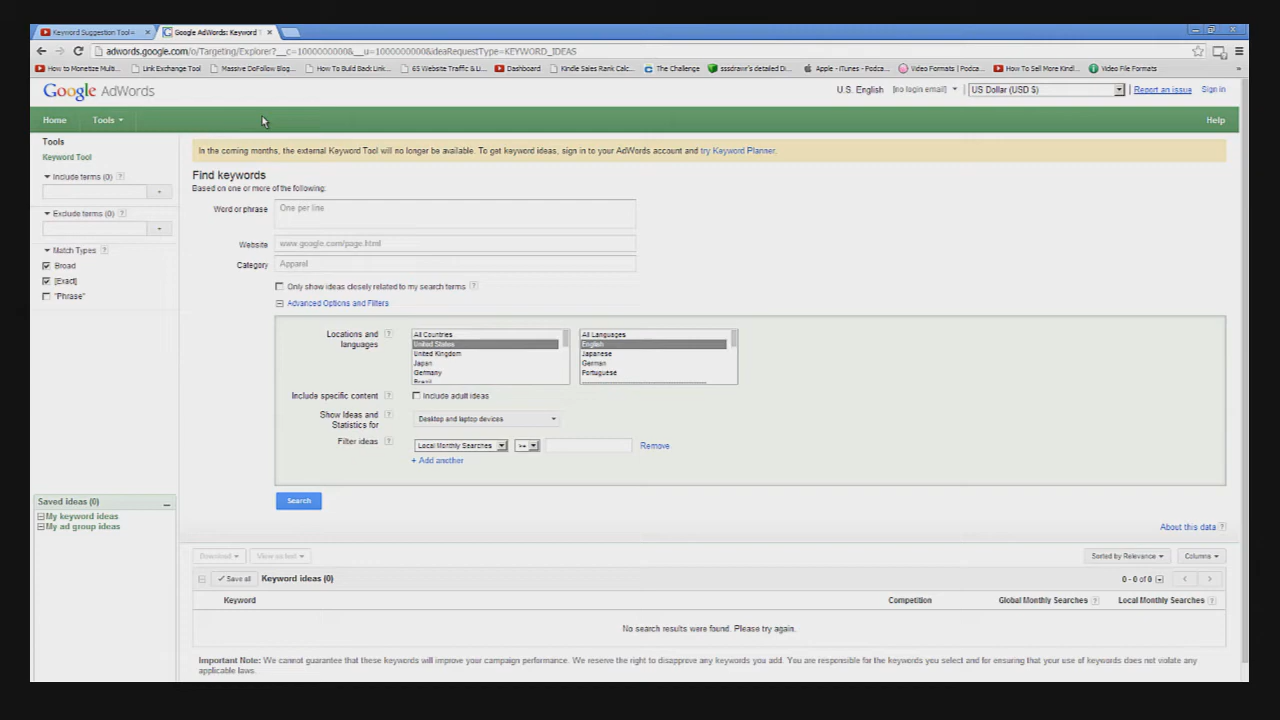 Keyword Suggestion Tool
Google AdWords: Keyword
adwords.google.com/o/Targeting/Explorer?__c=1000000000&__u=1000000000&ideaRequestType=KEYWORD_IDEAS
How to Monetize Mult... Link Exchange Tool Massive DoFollow Blog... How To Build Back Link... 65 Website Traffic & Li... Dashboard Kindle Sales Rank Calc... The Challenge detailed Di... Apple - iTunes - Podca... Video Formats | Podca... How To Sell More Kindl... Video File Formats
Google AdWords
U.S. English [no login email] US Dollar (USD $) Report an issue Sign in
Home Tools Help
Tools
Keyword Tool
Include terms (0) ?
Exclude terms (0) ?
Match Types ?
Broad
[Exact]
"Phrase"
In the coming months, the external Keyword Tool will no longer be available. To get keyword ideas, sign in to your AdWords account and try Keyword Planner.
Find keywords
Based on one or more of the following:
Word or phrase One per line
Website www.google.com/page.html
Category Apparel
Only show ideas closely related to my search terms ?
Advanced Options and Filters
Locations and languages ?
All Countries
United States
United Kingdom
Japan
Germany
Brazil
All Languages
English
Japanese
German
Portuguese
Include specific content ? Include adult ideas
Show Ideas and Statistics for ? Desktop and laptop devices
Filter ideas ? Local Monthly Searches >= Remove
+ Add another
Search
Saved ideas (0)
My keyword ideas
My ad group ideas
About this data ?
Download View as text Sorted by Relevance Columns
Save all Keyword ideas (0) 0 - 0 of 0
Keyword Competition Global Monthly Searches ? Local Monthly Searches ?
No search results were found. Please try again.
Important Note: We cannot guarantee that these keywords will improve your campaign performance. We reserve the right to disapprove any keywords you add. You are responsible for the keywords you select and for ensuring that your use of keywords does not violate any
applicable laws.